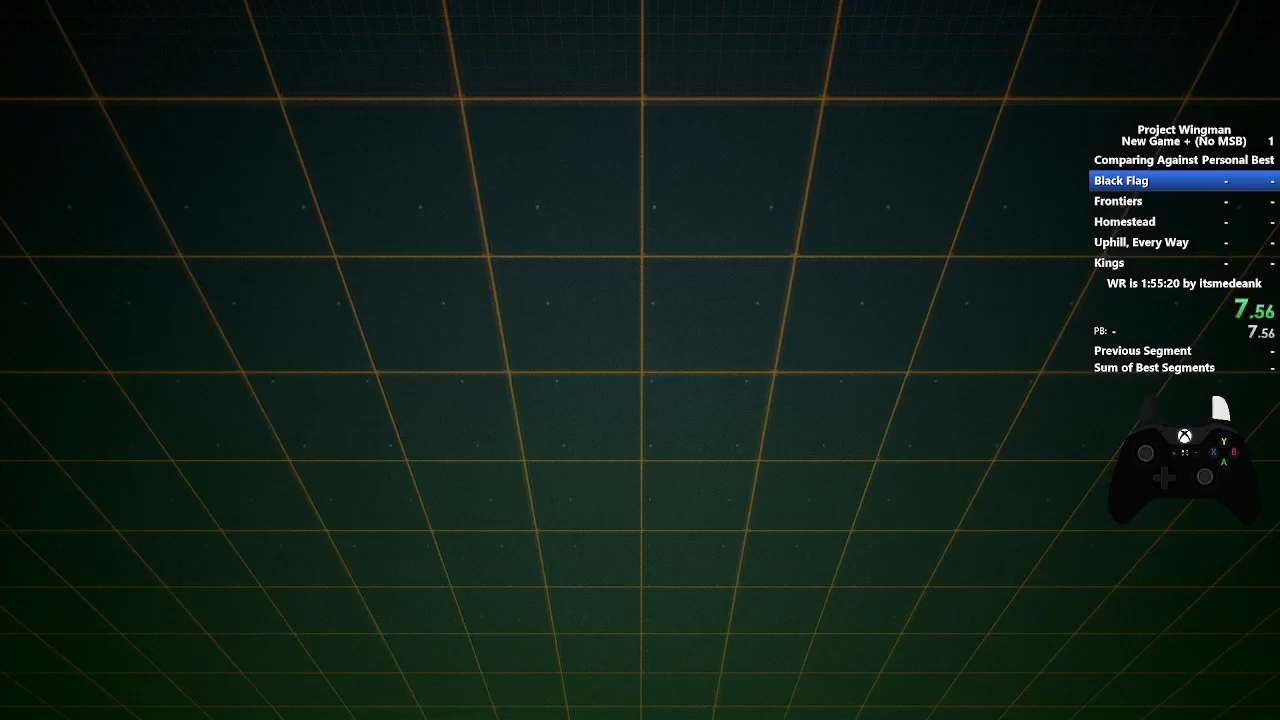 Project Wingman
New Game + (No MSB) 1
Comparing Against Personal Best
Black Flag - -
Frontiers - -
Homestead - -
Uphill, Every Way - -
Kings - -
WR is 1:55:20 by itsmedeank
7.56
PB: - 7.56
Previous Segment -
Sum of Best Segments -
Y
X B
A